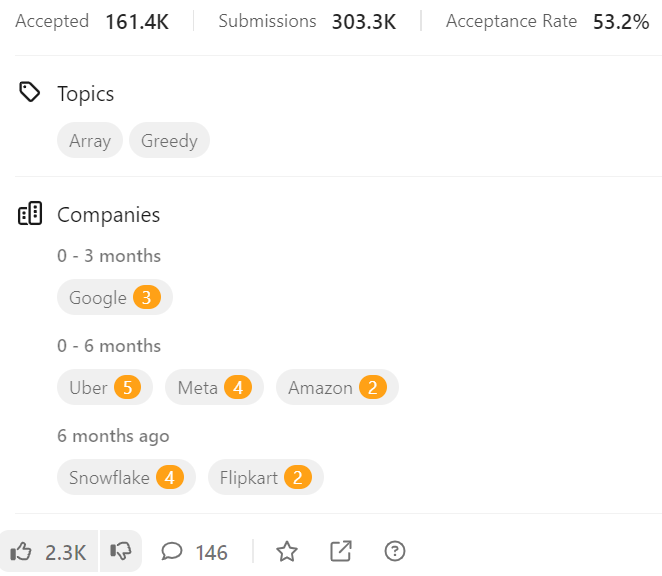 Accepted 161.4K Submissions 303.3K Acceptance Rate 53.2%
Topics
Array Greedy
Companies
0 - 3 months
Google 3
0 - 6 months
Uber 5 Meta 4 Amazon 2
6 months ago
Snowflake 4 Flipkart 2
2.3K 146 ?